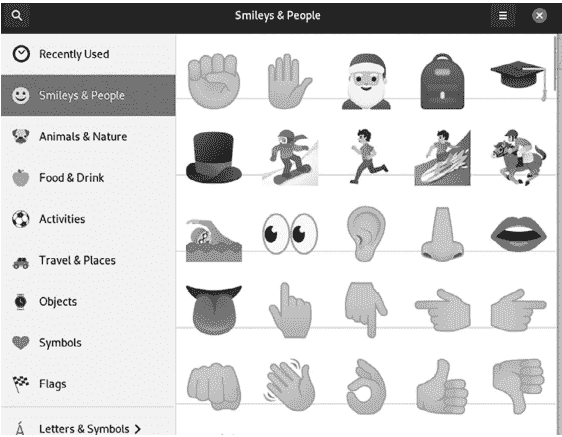 Smileys & People
Recently Used
Smileys & People
Animals & Nature
Food & Drink
Activities
Travel & Places
Objects
Symbols
Flags
Á Letters & Symbols >